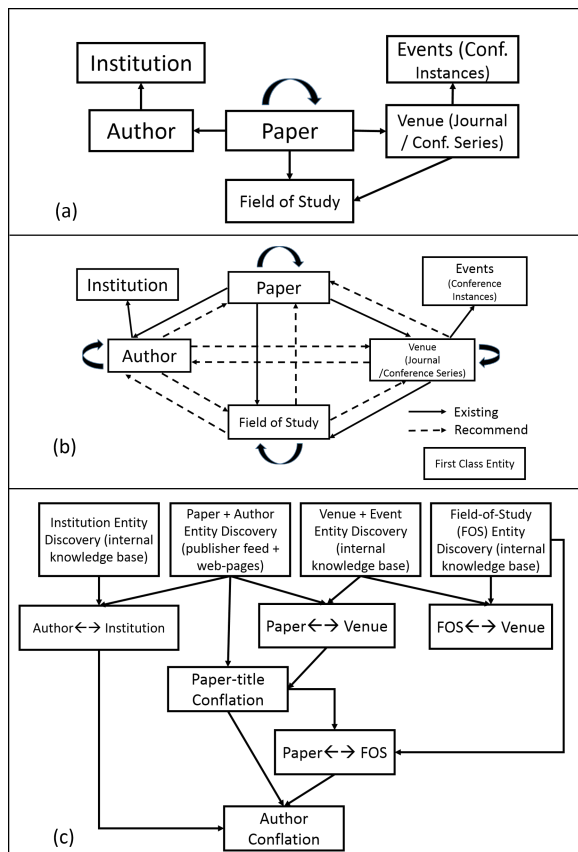 Institution
Events (Conf.
Instances)
Author
Paper
Venue (Journal
/ Conf. Series)
Field of Study
(a)
Institution
Paper
Events
(Conference
Instances)
Author
Venue
(Journal
/Conference Series)
Field of Study
Existing
Recommend
First Class Entity
(b)
Institution Entity
Discovery (internal
knowledge base)
Paper + Author
Entity Discovery
(publisher feed +
web-pages)
Venue + Event
Entity Discovery
(internal
knowledge base)
Field-of-Study
(FOS) Entity
Discovery (internal
knowledge base)
Author←→ Institution
Paper←→ Venue
FOS←→ Venue
Paper-title
Conflation
Paper←→ FOS
Author
Conflation
(c)